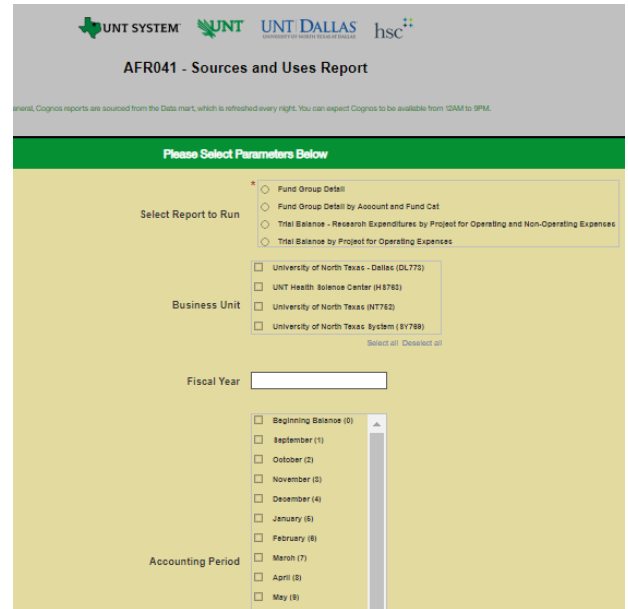 UNT SYSTEM UNT UNT DALLAS hsc
UNIVERSITY OF NORTH TEXAS AT DALLAS
AFR041 - Sources and Uses Report
eneral, Cognos reports are sourced from the Data mart, which is refreshed every night. You can expect Cognos to be available from 12AM to 9PM.
Please Select Parameters Below
Select Report to Run
*
Fund Group Detail
Fund Group Detail by Account and Fund Cat
Trial Balance - Research Expenditures by Project for Operating and Non-Operating Expenses
Trial Balance by Project for Operating Expenses
Business Unit
University of North Texas - Dallas (DL773)
UNT Health Science Center (HS763)
University of North Texas (NT752)
University of North Texas System (SY769)
Select all Deselect all
Fiscal Year
Accounting Period
Beginning Balance (0)
September (1)
October (2)
November (3)
December (4)
January (5)
February (6)
March (7)
April (8)
May (9)